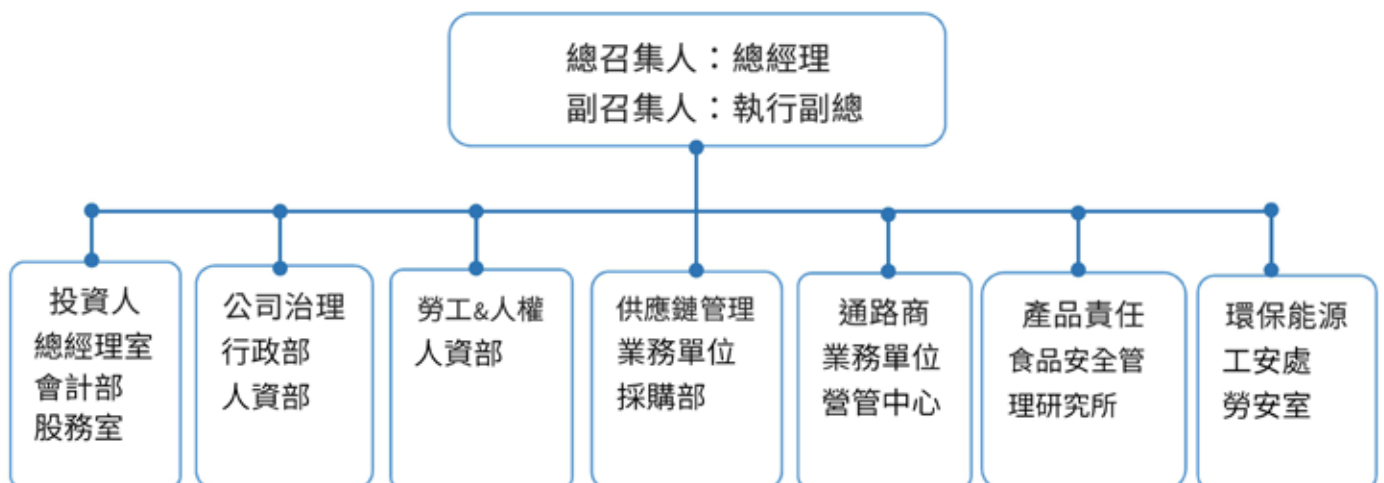 總召集人：總經理
副召集人：執行副總
投資人
總經理室
會計部
股務室
公司治理
行政部
人資部
勞工&人權
人資部
供應鏈管理
業務單位
採購部
通路商
業務單位
營管中心
產品責任
食品安全管
理研究所
環保能源
工安處
勞安室